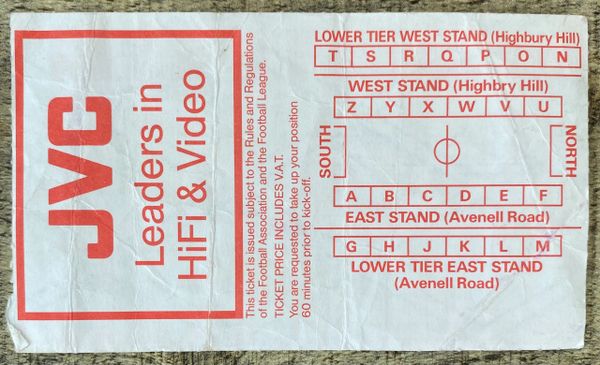 JVC
Leaders in
HiFi & Video
This ticket is issued subject to the Rules and Regulations
of the Football Association and the Football League.
TICKET PRICE INCLUDES V.A.T.
You are requested to take up your position
60 minutes prior to kick-off.
LOWER TIER WEST STAND (Highbury Hill)
T S R Q P O N
WEST STAND (Highbry Hill)
Z Y X W V U
SOUTH
NORTH
A B C D E F
EAST STAND (Avenell Road)
G H J K L M
LOWER TIER EAST STAND
(Avenell Road)